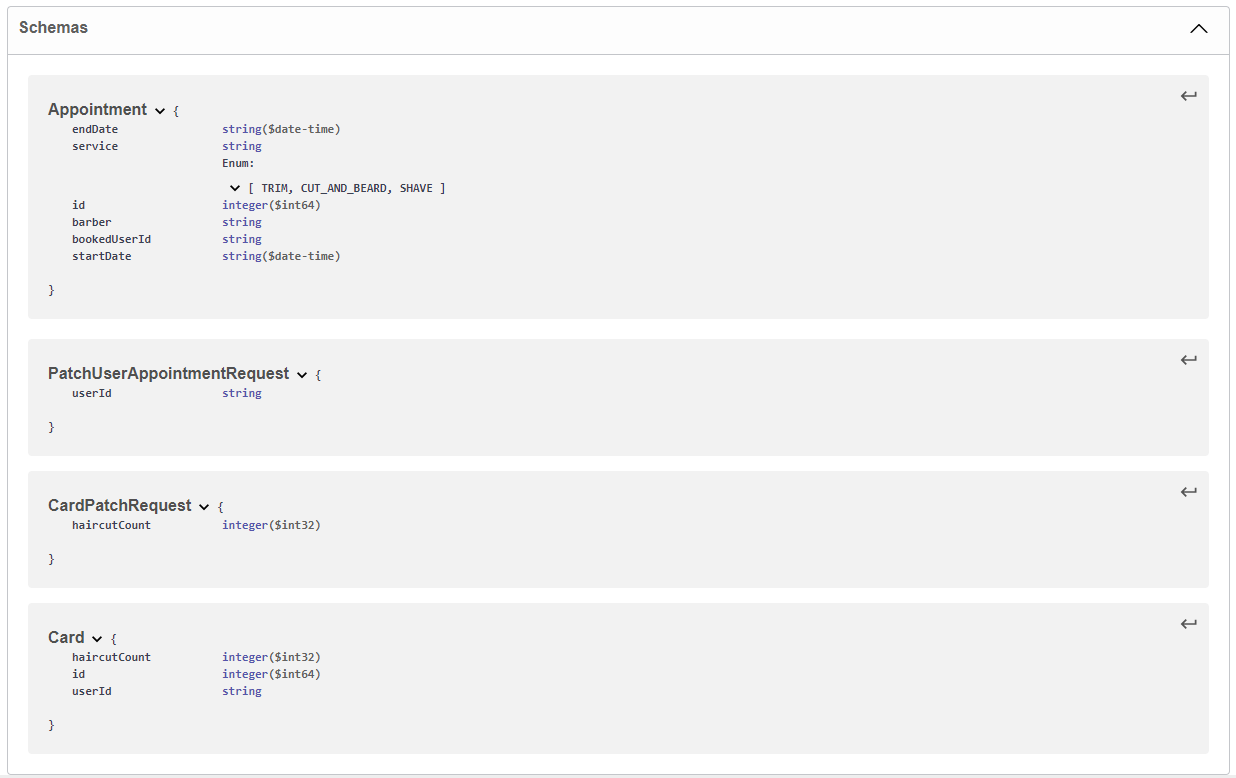 Schemas
Appointment {
endDate string($date-time)
service string
Enum:
[ TRIM, CUT_AND_BEARD, SHAVE ]
id integer($int64)
barber string
bookedUserId string
startDate string($date-time)
}
PatchUserAppointmentRequest {
userId string
}
CardPatchRequest {
haircutCount integer($int32)
}
Card {
haircutCount integer($int32)
id integer($int64)
userId string
}